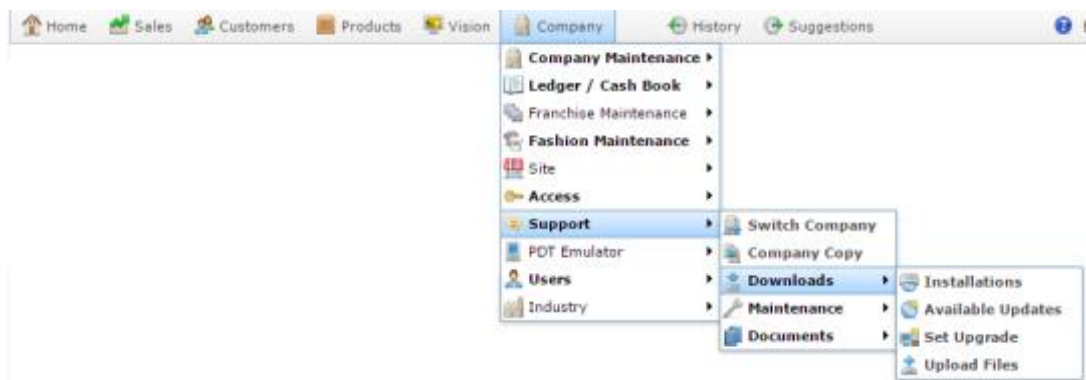 Home Sales Customers Products Vision Company History Suggestions
Company Maintenance
Ledger / Cash Book
Franchise Maintenance
Fashion Maintenance
Site
Access
Support
PDT Emulator
Users
Industry
Switch Company
Company Copy
Downloads
Maintenance
Documents
Installations
Available Updates
Set Upgrade
Upload Files